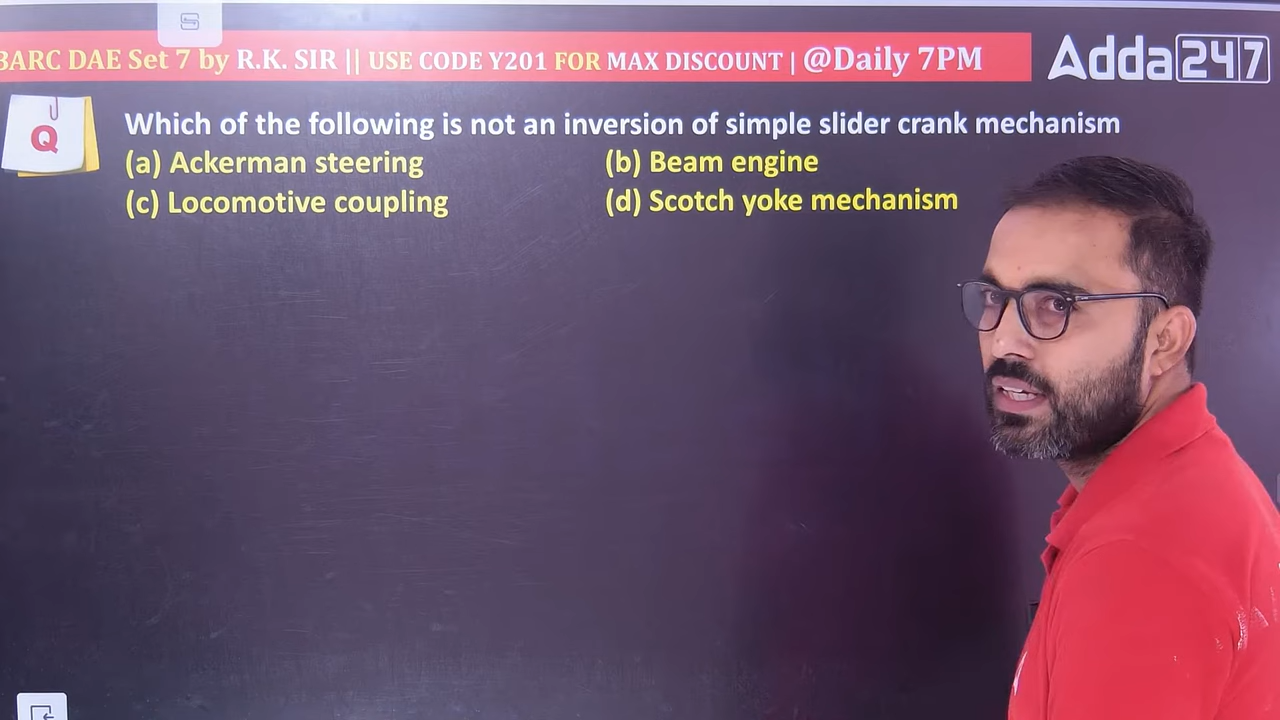 BARC DAE Set 7 by R.K. SIR || USE CODE Y201 FOR MAX DISCOUNT | @Daily 7PM
Adda247
Q
Which of the following is not an inversion of simple slider crank mechanism
(a) Ackerman steering
(b) Beam engine
(c) Locomotive coupling
(d) Scotch yoke mechanism